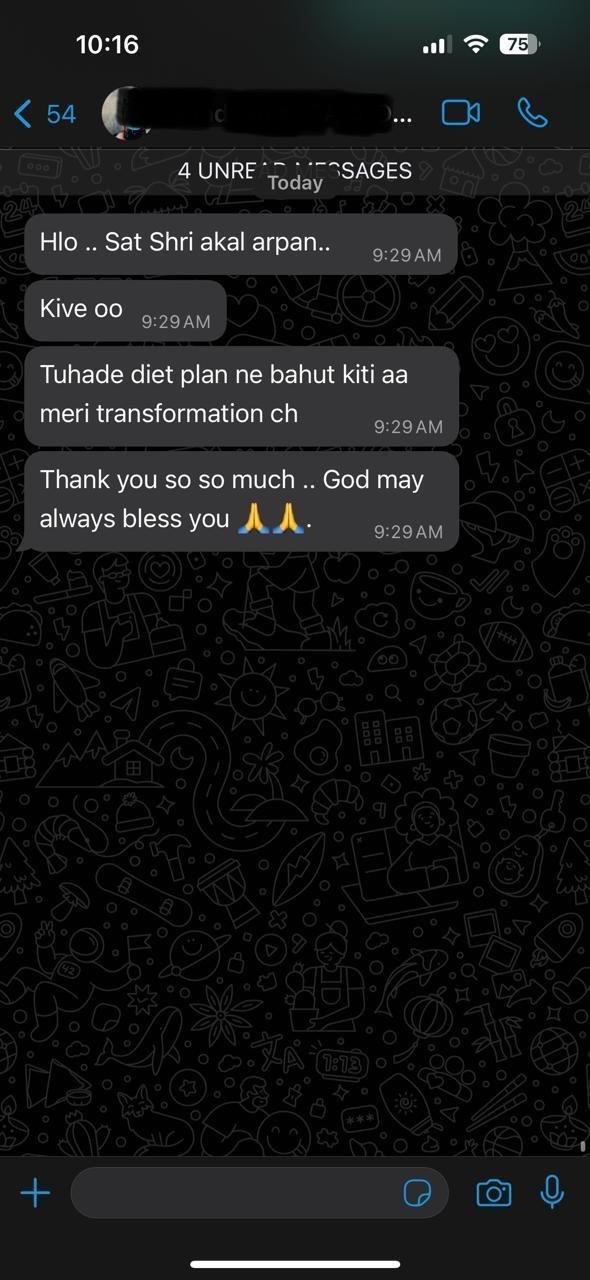 10:16
75
54
...
4 UNREAD MESSAGES
Today
Hlo .. Sat Shri akal arpan..
9:29 AM
Kive oo
9:29 AM
Tuhade diet plan ne bahut kiti aa
meri transformation ch
9:29 AM
Thank you so so much .. God may
always bless you 🙏🙏.
9:29 AM